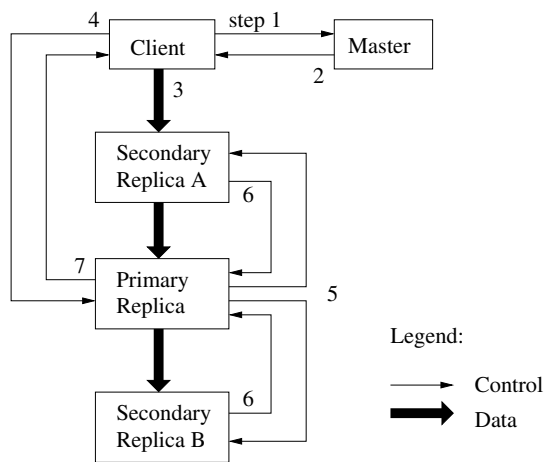 4
step 1
Client
Master
2
3
Secondary
Replica A
6
7
Primary
Replica
5
Legend:
6
Control
Secondary
Replica B
Data